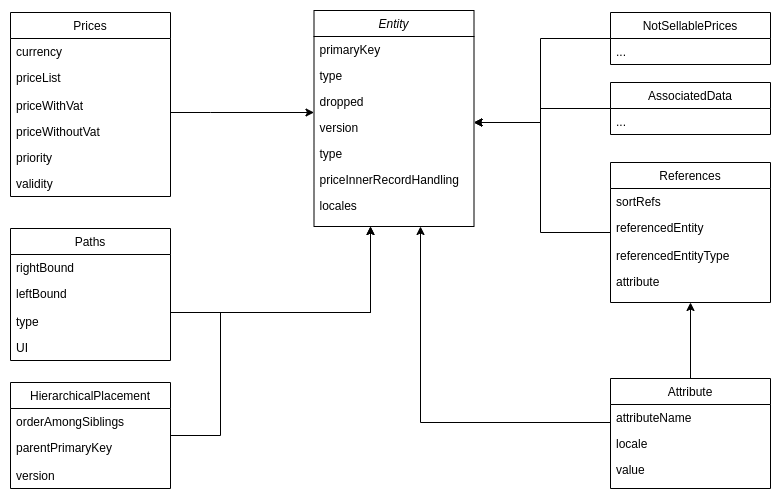 Prices
currency
priceList
priceWithVat
priceWithoutVat
priority
validity
Paths
rightBound
leftBound
type
UI
HierarchicalPlacement
orderAmongSiblings
parentPrimaryKey
version
Entity
primaryKey
type
dropped
version
type
priceInnerRecordHandling
locales
NotSellablePrices
...
AssociatedData
...
References
sortRefs
referencedEntity
referencedEntityType
attribute
Attribute
attributeName
locale
value